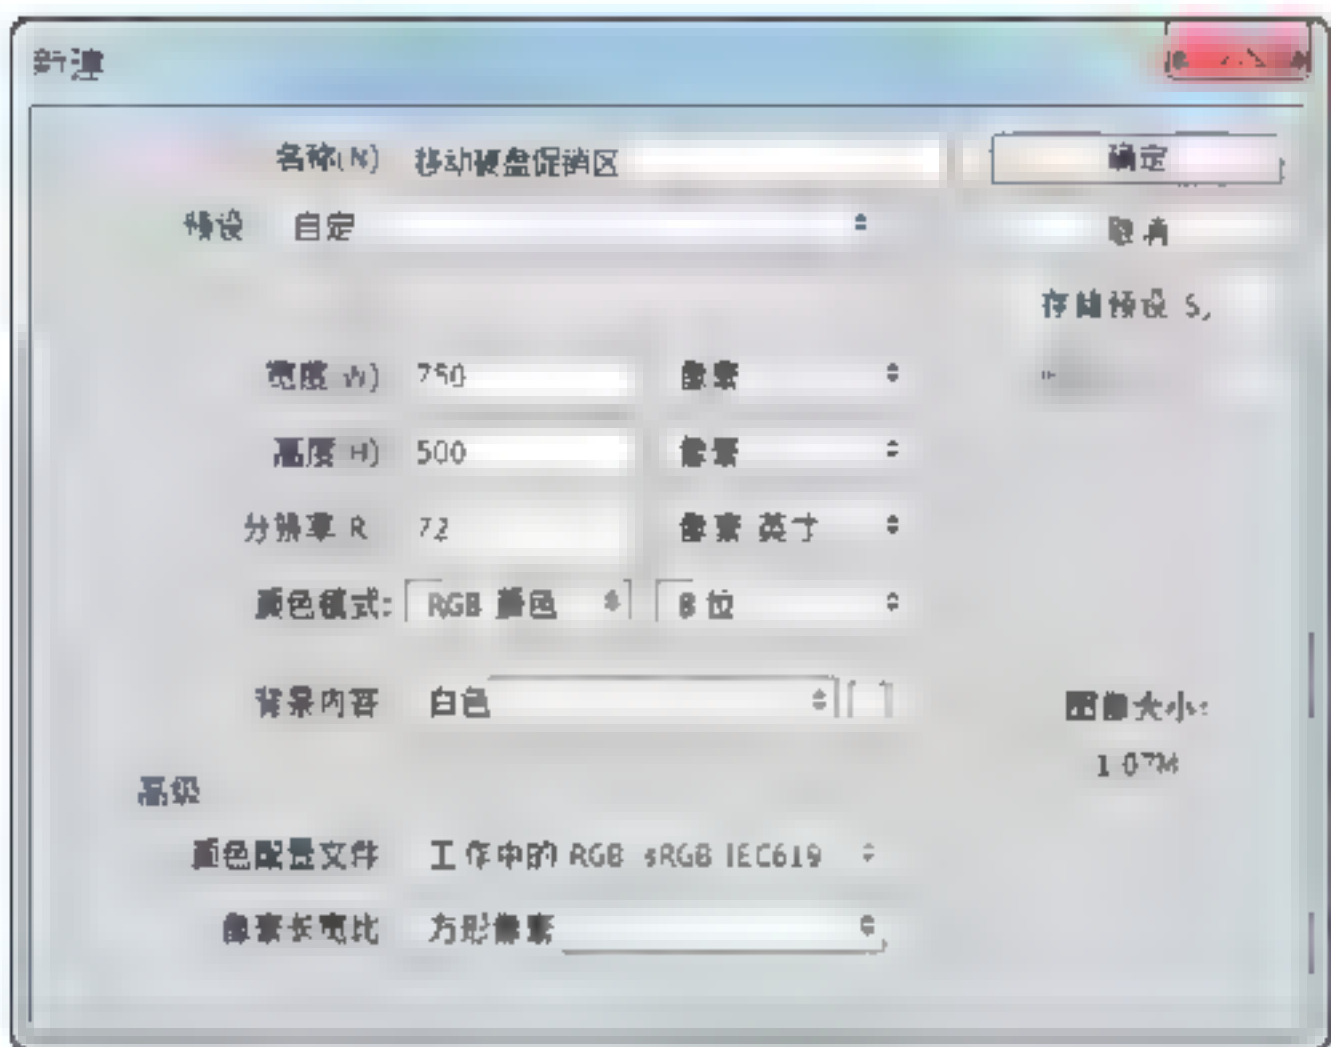 新建
名称(N) 移动硬盘促销区 确定
预设 自定 取消
存储预设 S)
宽度 W) 750 像素
高度 H) 500 像素
分辨率 R 72 像素 英寸
颜色模式: RGB 颜色 8 位
背景内容 白色 图像大小:
1.07M
高级
颜色配置文件 工作中的 RGB sRGB IEC619
像素长宽比 方形像素